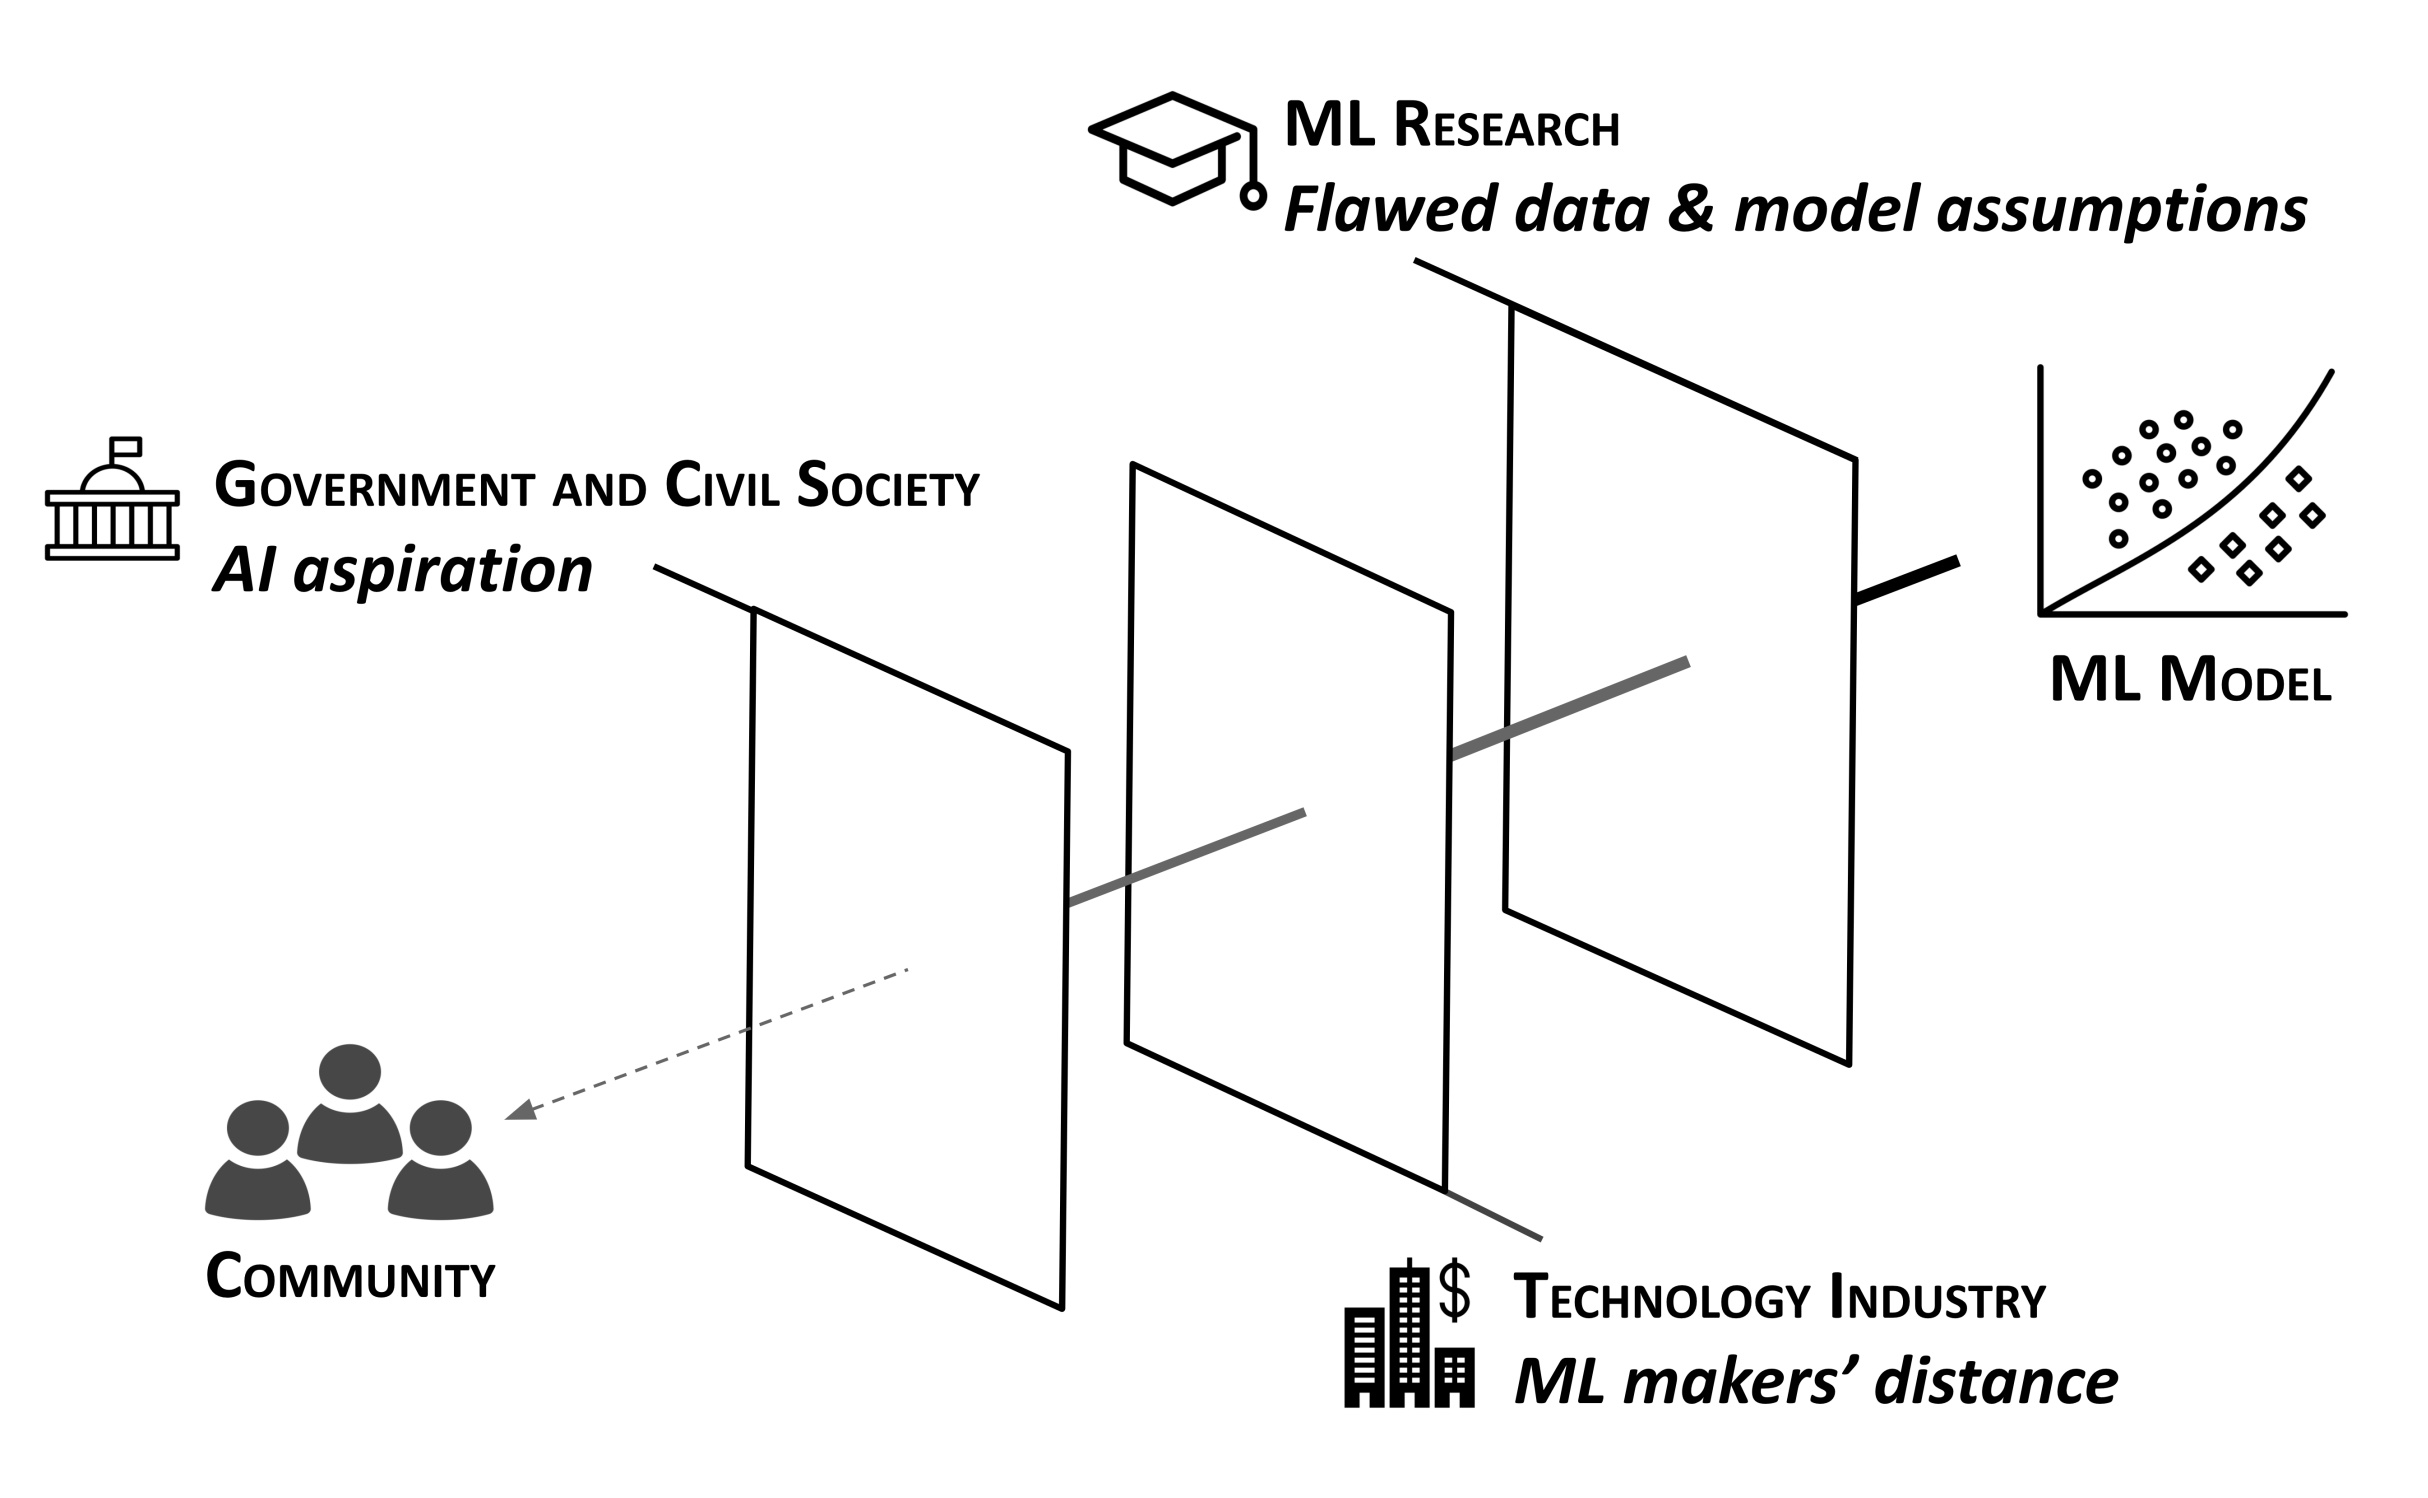 ML Research
Flawed data & model assumptions
Government and Civil Society
AI aspiration
ML Model
Community
Technology Industry
ML makers’ distance